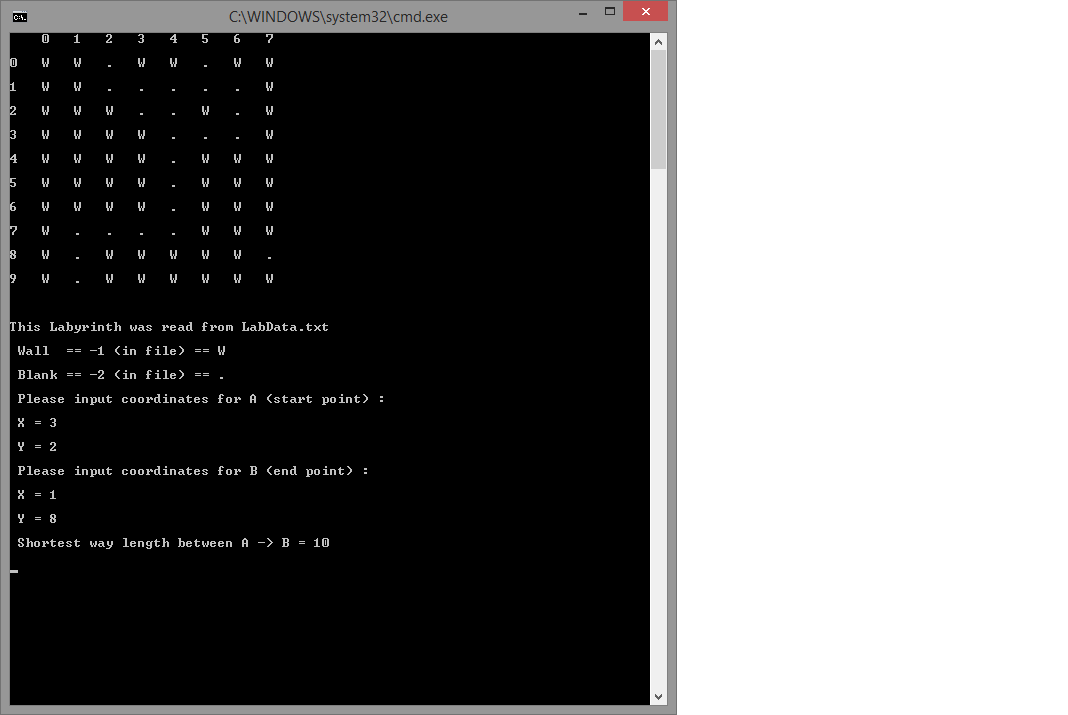 C:\WINDOWS\system32\cmd.exe
0 1 2 3 4 5 6 7
0 W W . W W . W W
1 W W . . . . . W
2 W W W . . W . W
3 W W W W . . . W
4 W W W W . W W W
5 W W W W . W W W
6 W W W W . W W W
7 W . . . . W W W
8 W . W W W W W .
9 W . W W W W W W
This Labyrinth was read from LabData.txt
Wall == -1 (in file) == W
Blank == -2 (in file) == .
Please input coordinates for A (start point) :
X = 3
Y = 2
Please input coordinates for B (end point) :
X = 1
Y = 8
Shortest way length between A -> B = 10